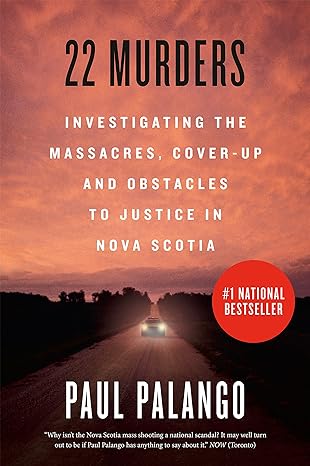 22 MURDERS
INVESTIGATING THE
MASSACRES, COVER-UP
AND OBSTACLES
TO JUSTICE IN
NOVA SCOTIA
#1 NATIONAL
BESTSELLER
PAUL PALANGO
"Why isn't the Nova Scotia mass shooting a national scandal? It may well turn
out to be if Paul Palango has anything to say about it." NOW (Toronto)